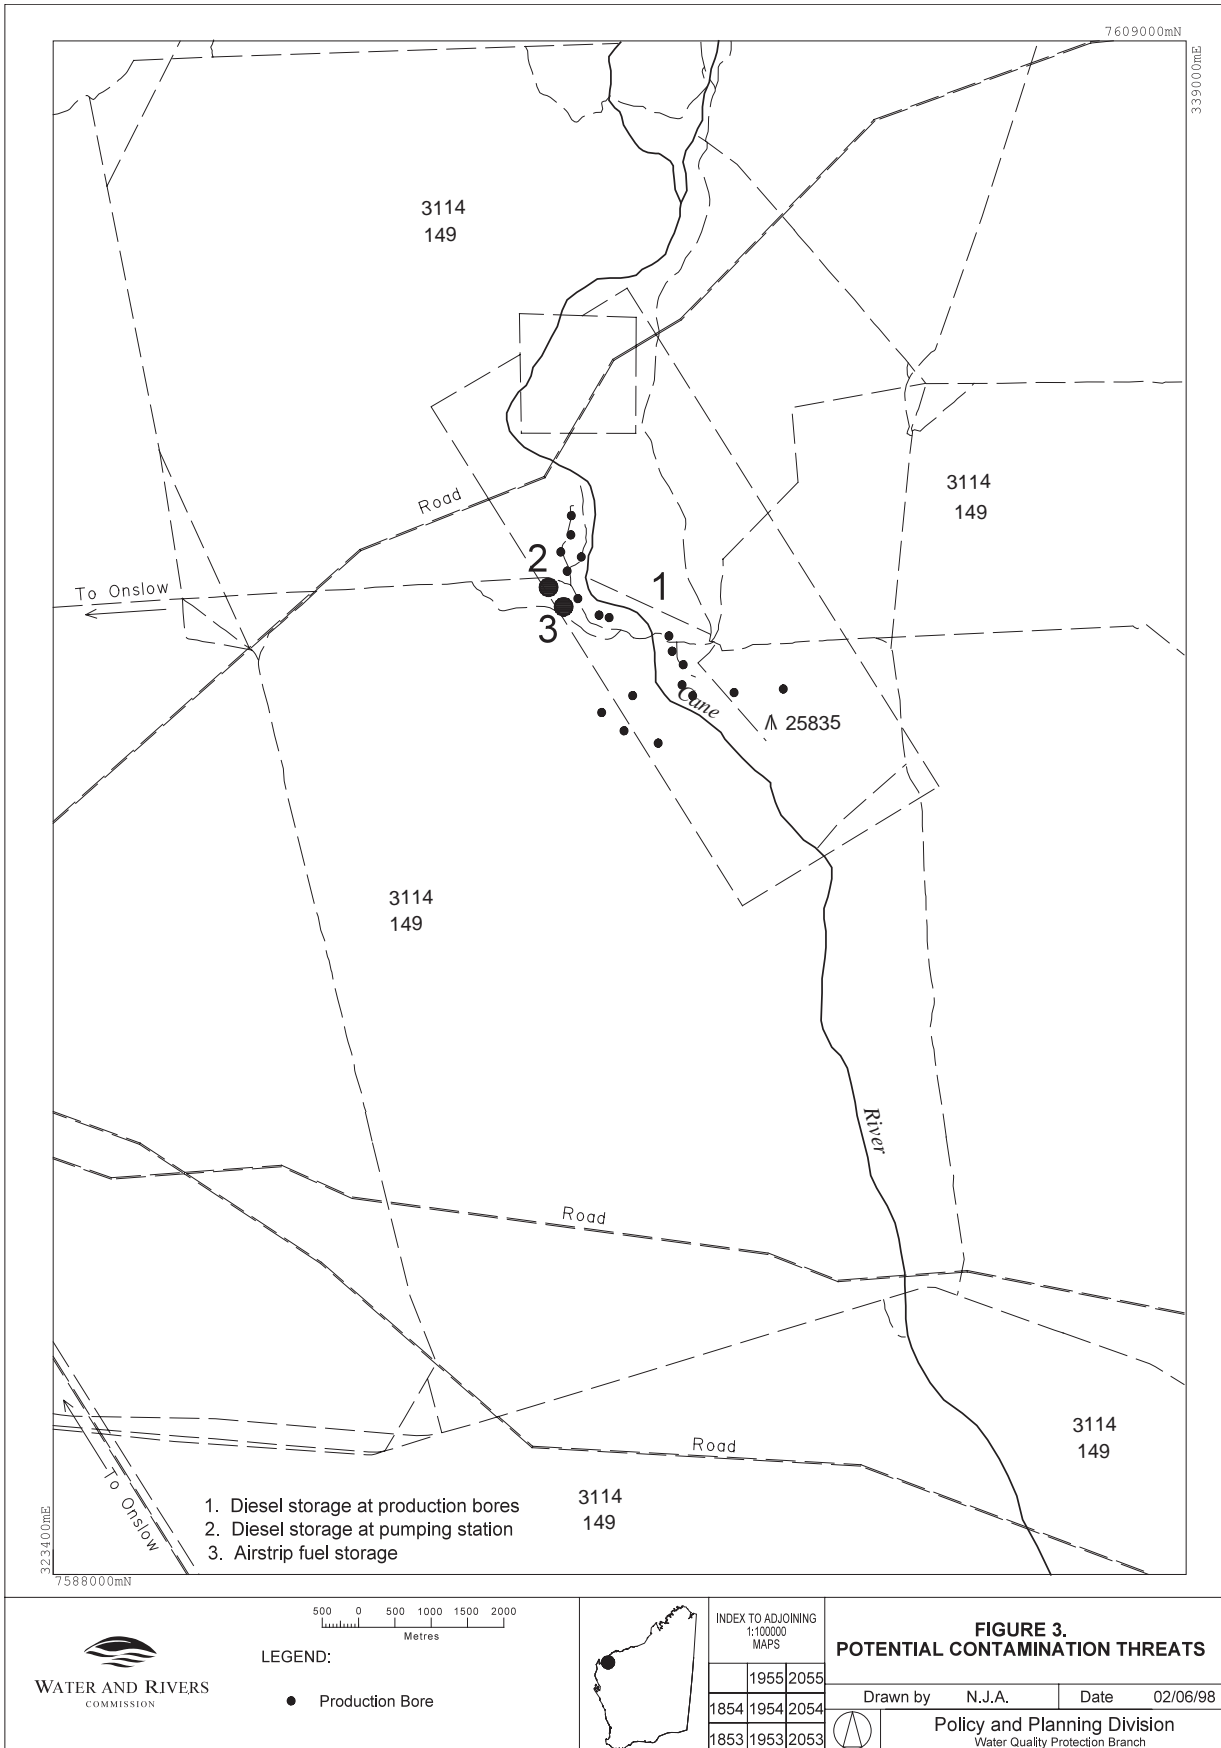 7609000mN
339000mE
3114
149
Road
3114
149
2
1
To Onslow
3
Cane
25835
3114
149
River
Road
3114
149
Road
3114
149
To Onslow
1. Diesel storage at production bores
2. Diesel storage at pumping station
3. Airstrip fuel storage
323400mE
7588000mN
500 0 500 1000 1500 2000
Metres
LEGEND:
Production Bore
WATER AND RIVERS
COMMISSION
INDEX TO ADJOINING
1:100000
MAPS
1955 2055
1854 1954 2054
1853 1953 2053
FIGURE 3.
POTENTIAL CONTAMINATION THREATS
Drawn by N.J.A. Date 02/06/98
Policy and Planning Division
Water Quality Protection Branch